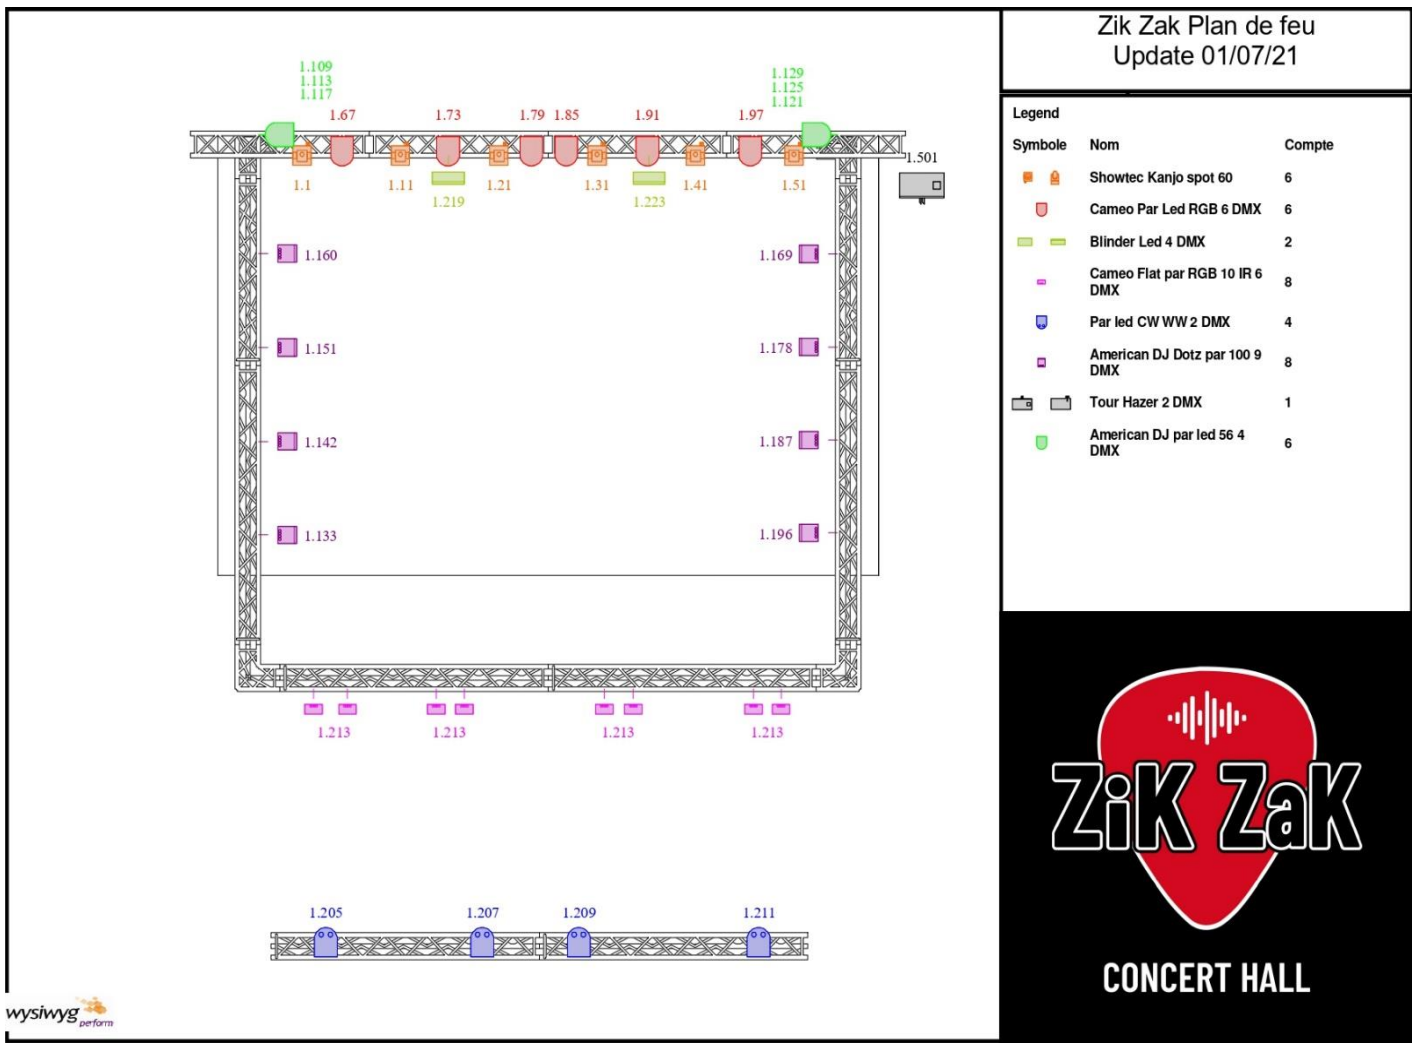 Zik Zak Plan de feu
Update 01/07/21
1.109
1.113
1.117
1.129
1.125
1.121
1.67
1.73
1.79
1.85
1.91
1.97
1.501
1.1
1.11
1.21
1.31
1.41
1.51
1.219
1.223
1.160
1.169
1.151
1.178
1.142
1.187
1.133
1.196
1.213
1.213
1.213
1.213
1.205
1.207
1.209
1.211
wysiwyg
perform
Legend
Symbole Nom Compte
Showtec Kanjo spot 60 6
Cameo Par Led RGB 6 DMX 6
Blinder Led 4 DMX 2
Cameo Flat par RGB 10 IR 6
DMX 8
Par led CW WW 2 DMX 4
American DJ Dotz par 100 9
DMX 8
Tour Hazer 2 DMX 1
American DJ par led 56 4
DMX 6
ZiK ZaK
CONCERT HALL